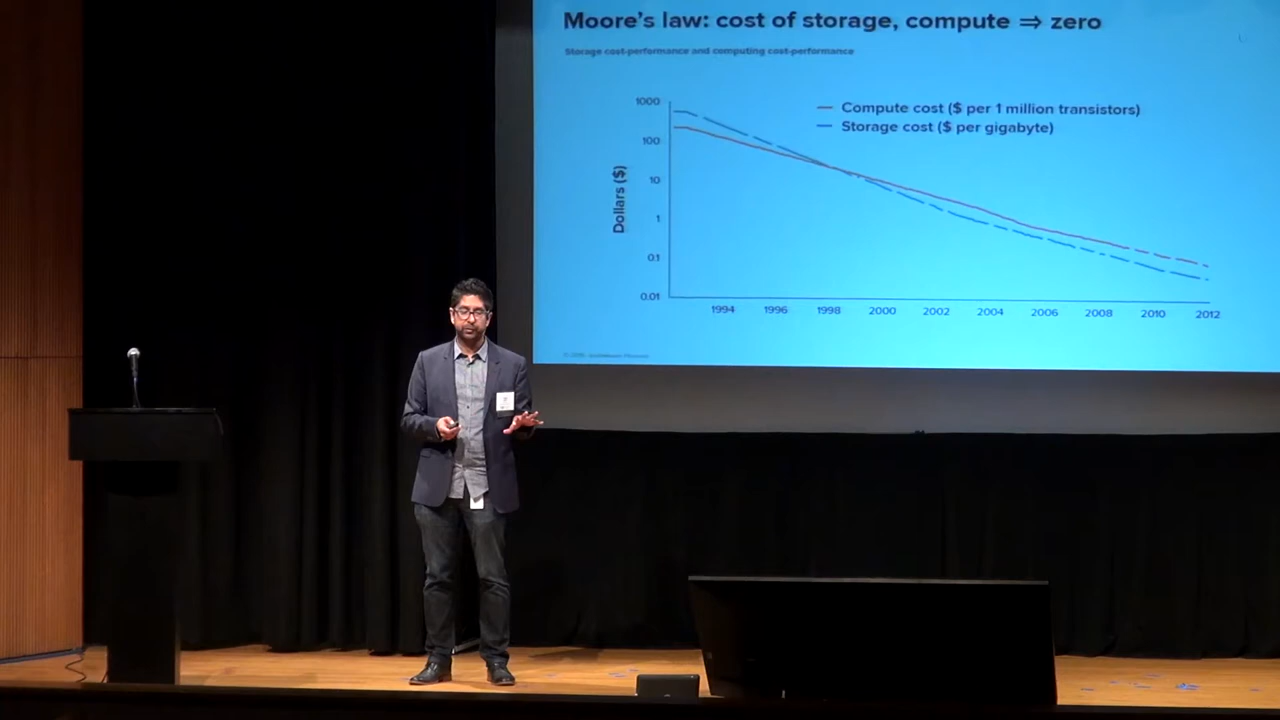 Moore's law: cost of storage, compute ⇒ zero
Storage cost-performance and computing cost-performance
Compute cost ($ per 1 million transistors)
Storage cost ($ per gigabyte)
Dollars ($)
1000
100
10
1
0.1
0.01
1994 1996 1998 2000 2002 2004 2006 2008 2010 2012